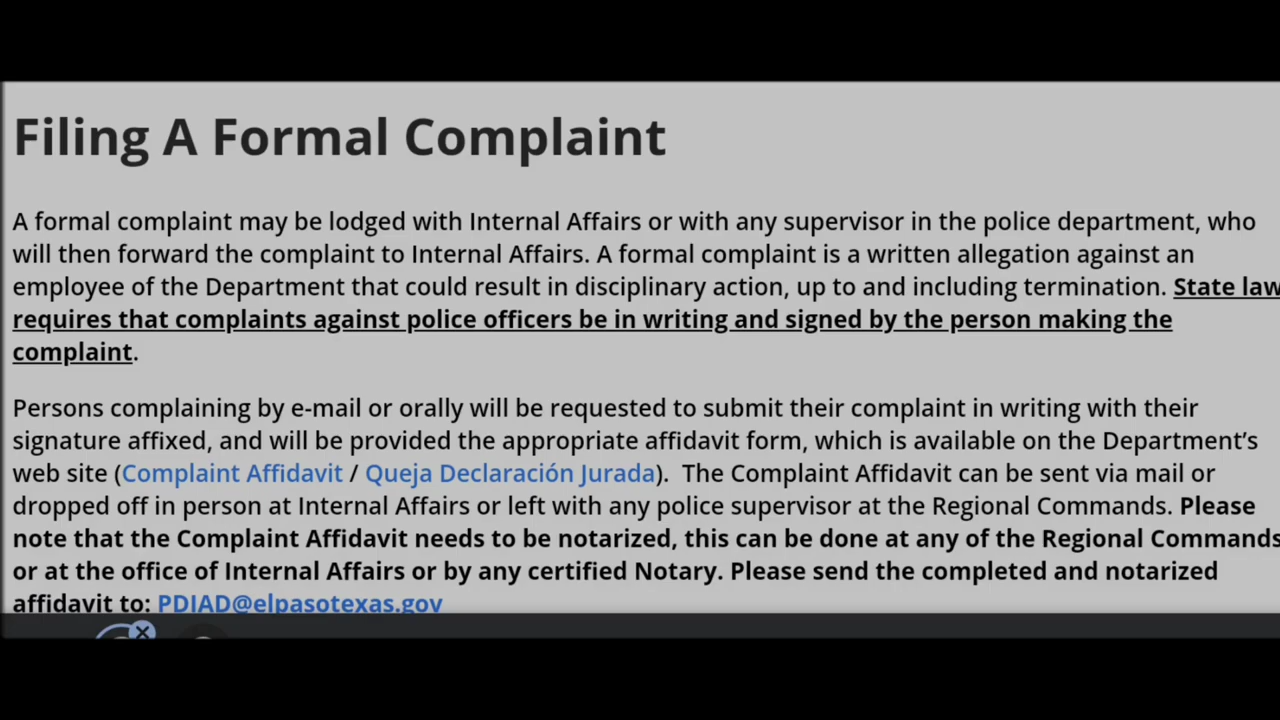 Filing A Formal Complaint
A formal complaint may be lodged with Internal Affairs or with any supervisor in the police department, who
will then forward the complaint to Internal Affairs. A formal complaint is a written allegation against an
employee of the Department that could result in disciplinary action, up to and including termination. State law
requires that complaints against police officers be in writing and signed by the person making the
complaint.
Persons complaining by e-mail or orally will be requested to submit their complaint in writing with their
signature affixed, and will be provided the appropriate affidavit form, which is available on the Department's
web site (Complaint Affidavit / Queja Declaración Jurada).  The Complaint Affidavit can be sent via mail or
dropped off in person at Internal Affairs or left with any police supervisor at the Regional Commands. Please
note that the Complaint Affidavit needs to be notarized, this can be done at any of the Regional Commands
or at the office of Internal Affairs or by any certified Notary. Please send the completed and notarized
affidavit to: PDIAD@elpasotexas.gov